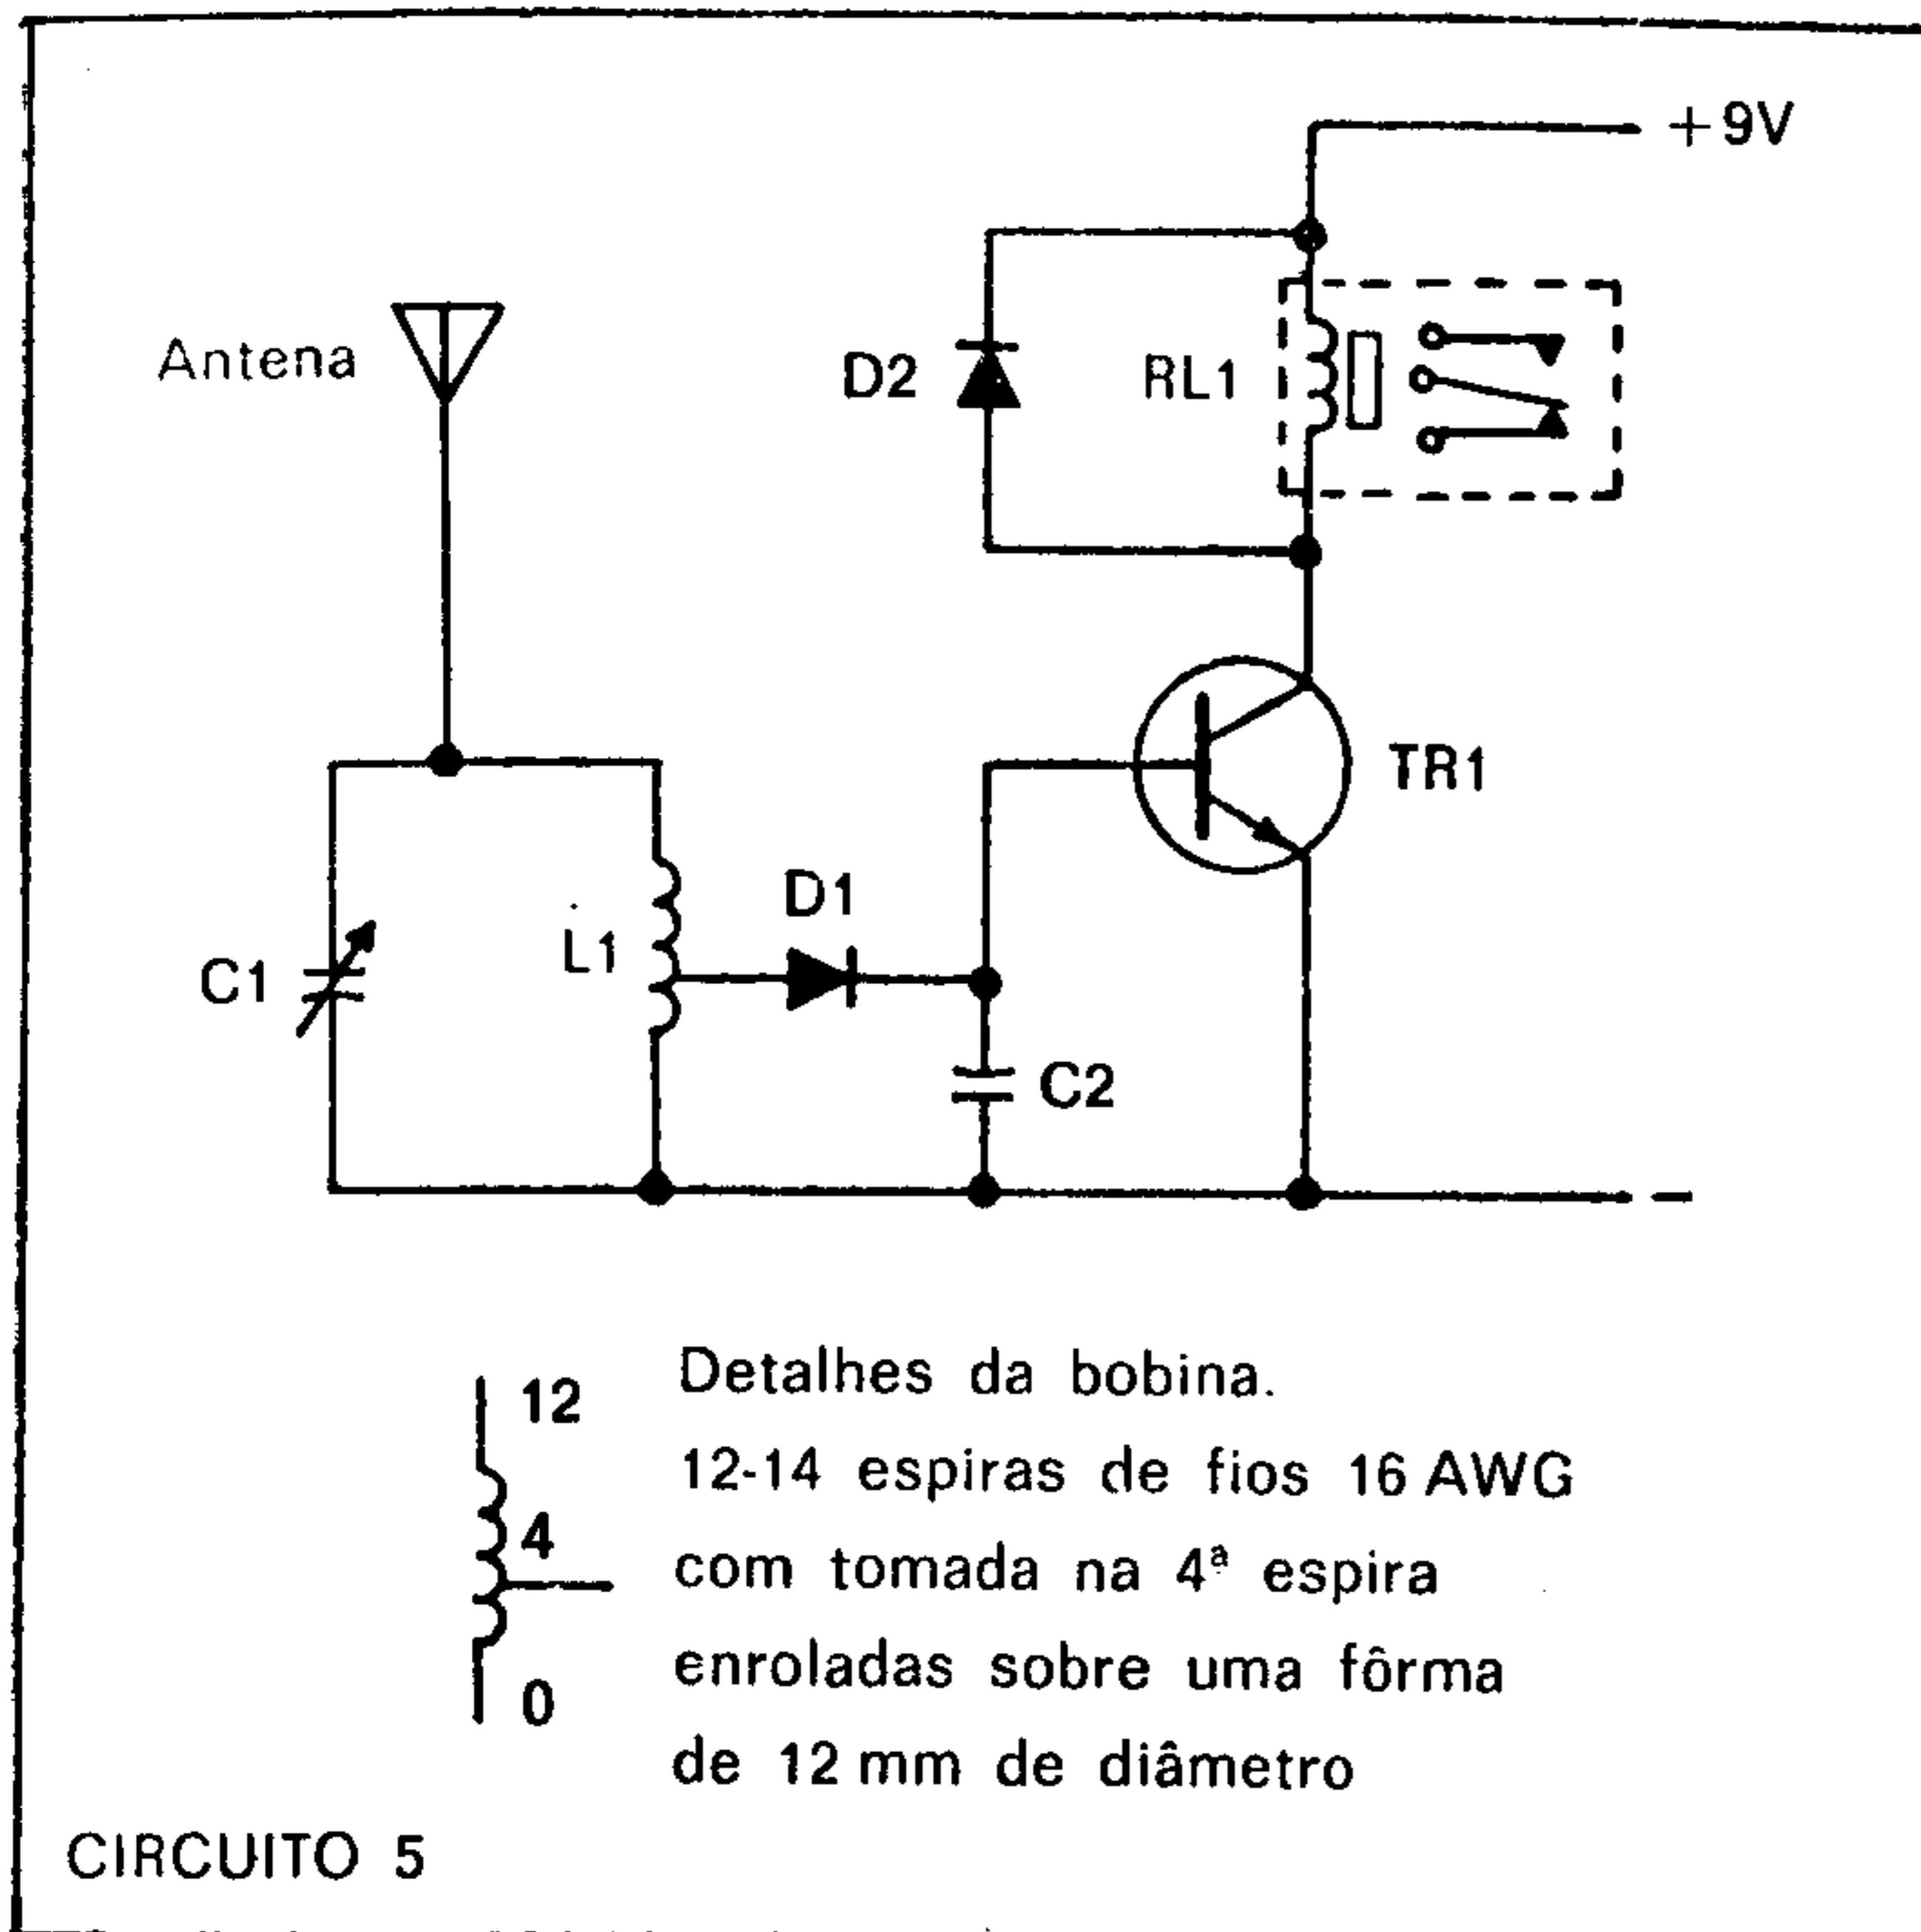 +9V
Antena
D2
RL1
TR1
D1
L1
C1
C2
−
12
4
0
Detalhes da bobina.
12-14 espiras de fios 16 AWG
com tomada na 4ª espira
enroladas sobre uma fôrma
de 12 mm de diâmetro
CIRCUITO 5